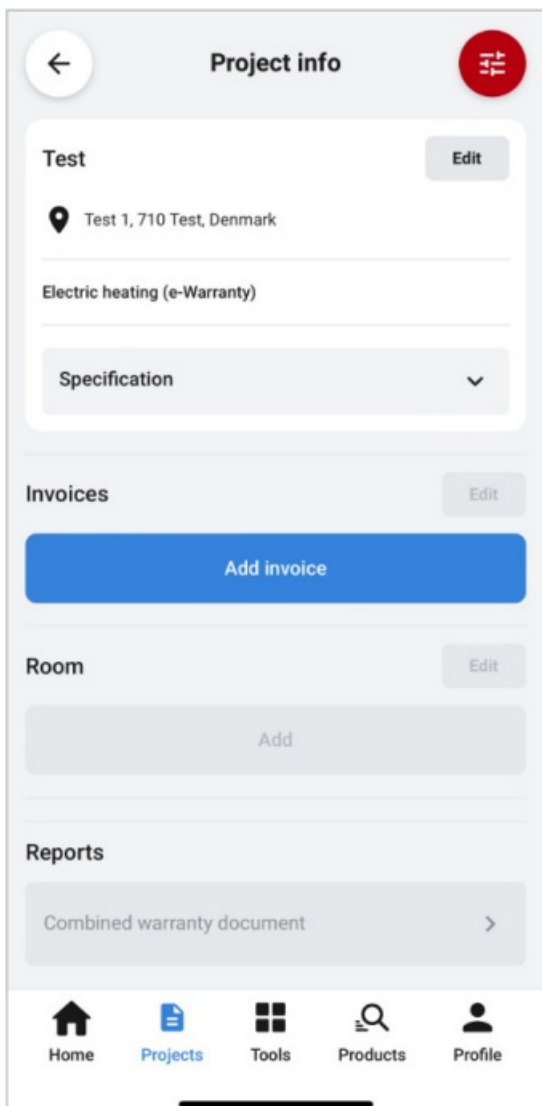 Project info
Test
Edit
Test 1, 710 Test, Denmark
Electric heating (e-Warranty)
Specification
Invoices
Edit
Add invoice
Room
Edit
Add
Reports
Combined warranty document
Home
Projects
Tools
Products
Profile